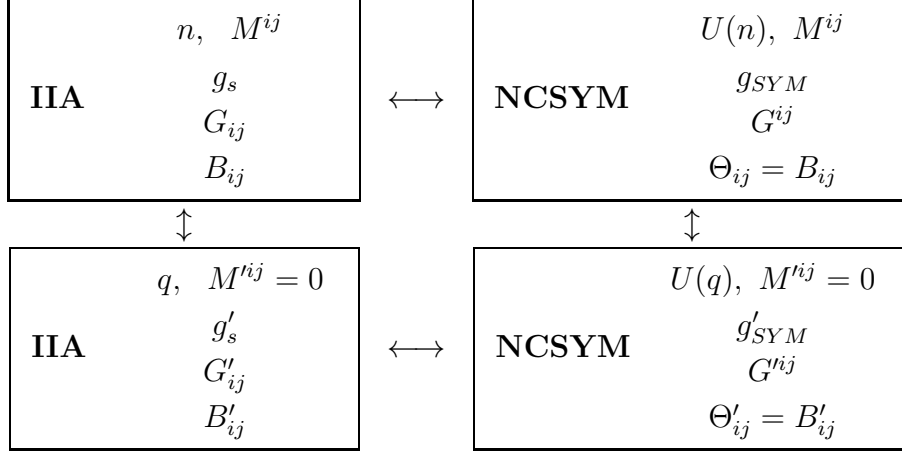 n, M^{ij}
IIA
g_s
G_{ij}
B_{ij}
⟷
U(n), M^{ij}
NCSYM
g_{SYM}
G^{ij}
Θ_{ij} = B_{ij}
↕ ↕
q, M'^{ij} = 0
IIA
g'_s
G'_{ij}
B'_{ij}
⟷
U(q), M'^{ij} = 0
NCSYM
g'_{SYM}
G'^{ij}
Θ'_{ij} = B'_{ij}